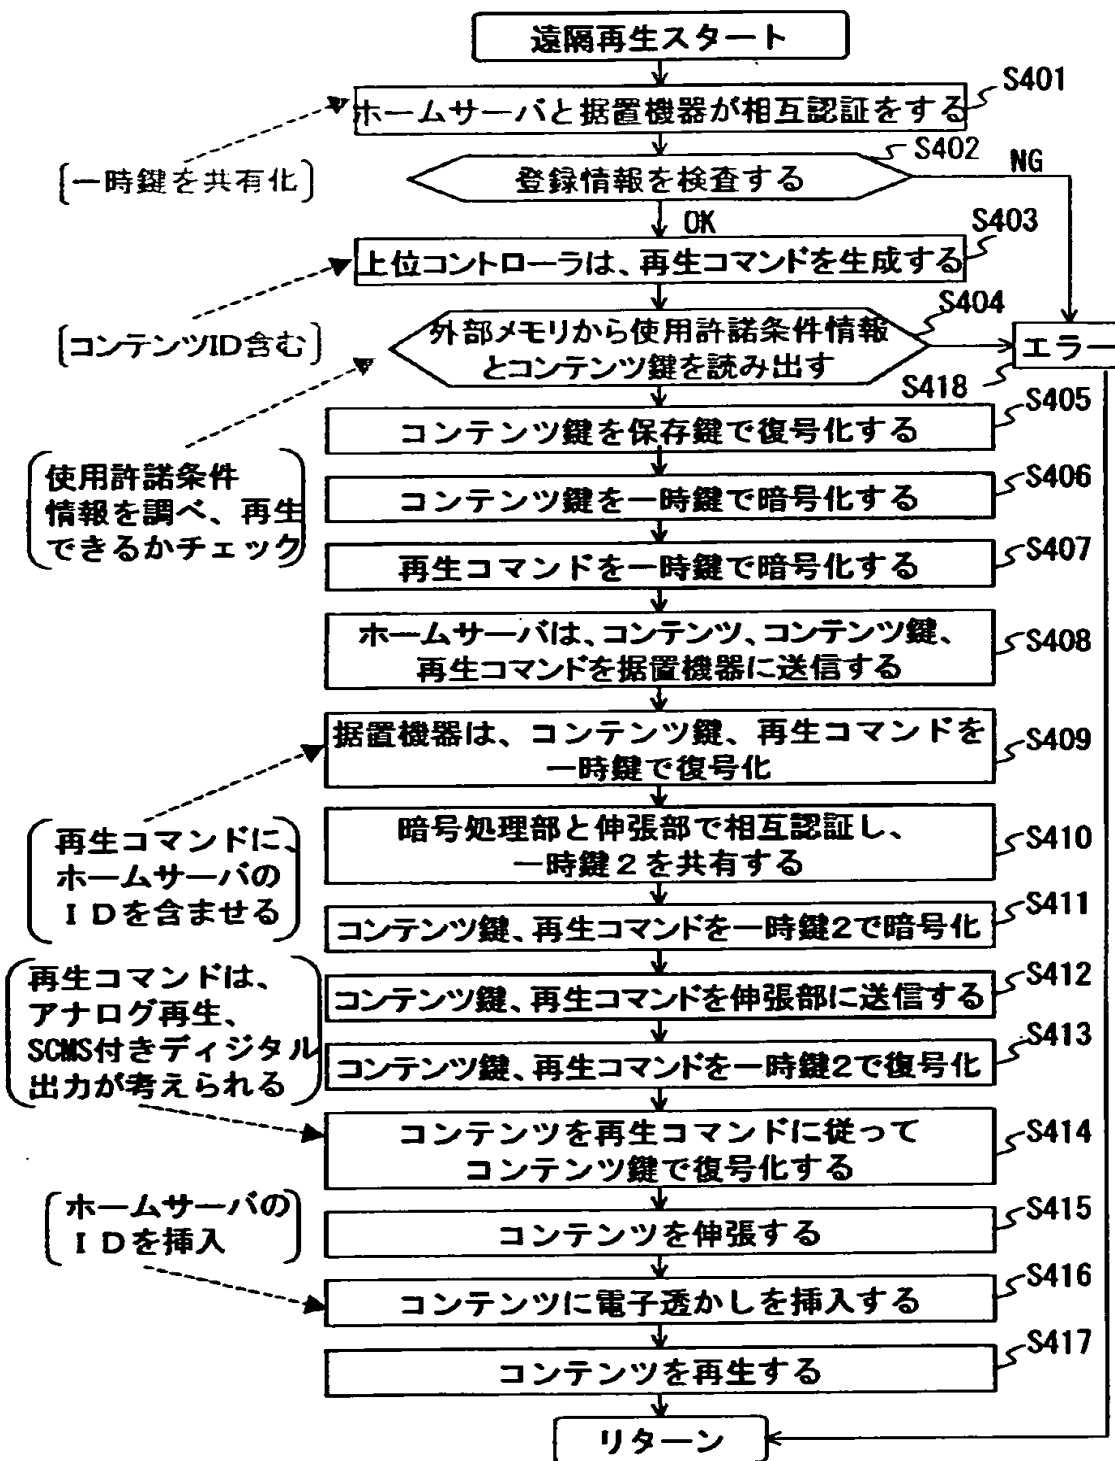 遠隔再生スタート
S401
ホームサーバと据置機器が相互認証をする
S402
[一時鍵を共有化]
登録情報を検査する
NG
OK
S403
上位コントローラは、再生コマンドを生成する
S404
[コンテンツID含む]
外部メモリから使用許諾条件情報
とコンテンツ鍵を読み出す
エラー
S418
S405
コンテンツ鍵を保存鍵で復号化する
使用許諾条件
情報を調べ、再生
できるかチェック
S406
コンテンツ鍵を一時鍵で暗号化する
S407
再生コマンドを一時鍵で暗号化する
S408
ホームサーバは、コンテンツ、コンテンツ鍵、
再生コマンドを据置機器に送信する
S409
据置機器は、コンテンツ鍵、再生コマンドを
一時鍵で復号化
再生コマンドに、
ホームサーバの
IDを含ませる
S410
暗号処理部と伸張部で相互認証し、
一時鍵2を共有する
S411
コンテンツ鍵、再生コマンドを一時鍵2で暗号化
再生コマンドは、
アナログ再生、
SCMS付きディジタル
出力が考えられる
S412
コンテンツ鍵、再生コマンドを伸張部に送信する
S413
コンテンツ鍵、再生コマンドを一時鍵2で復号化
S414
コンテンツを再生コマンドに従って
コンテンツ鍵で復号化する
ホームサーバの
IDを挿入
S415
コンテンツを伸張する
S416
コンテンツに電子透かしを挿入する
S417
コンテンツを再生する
リターン